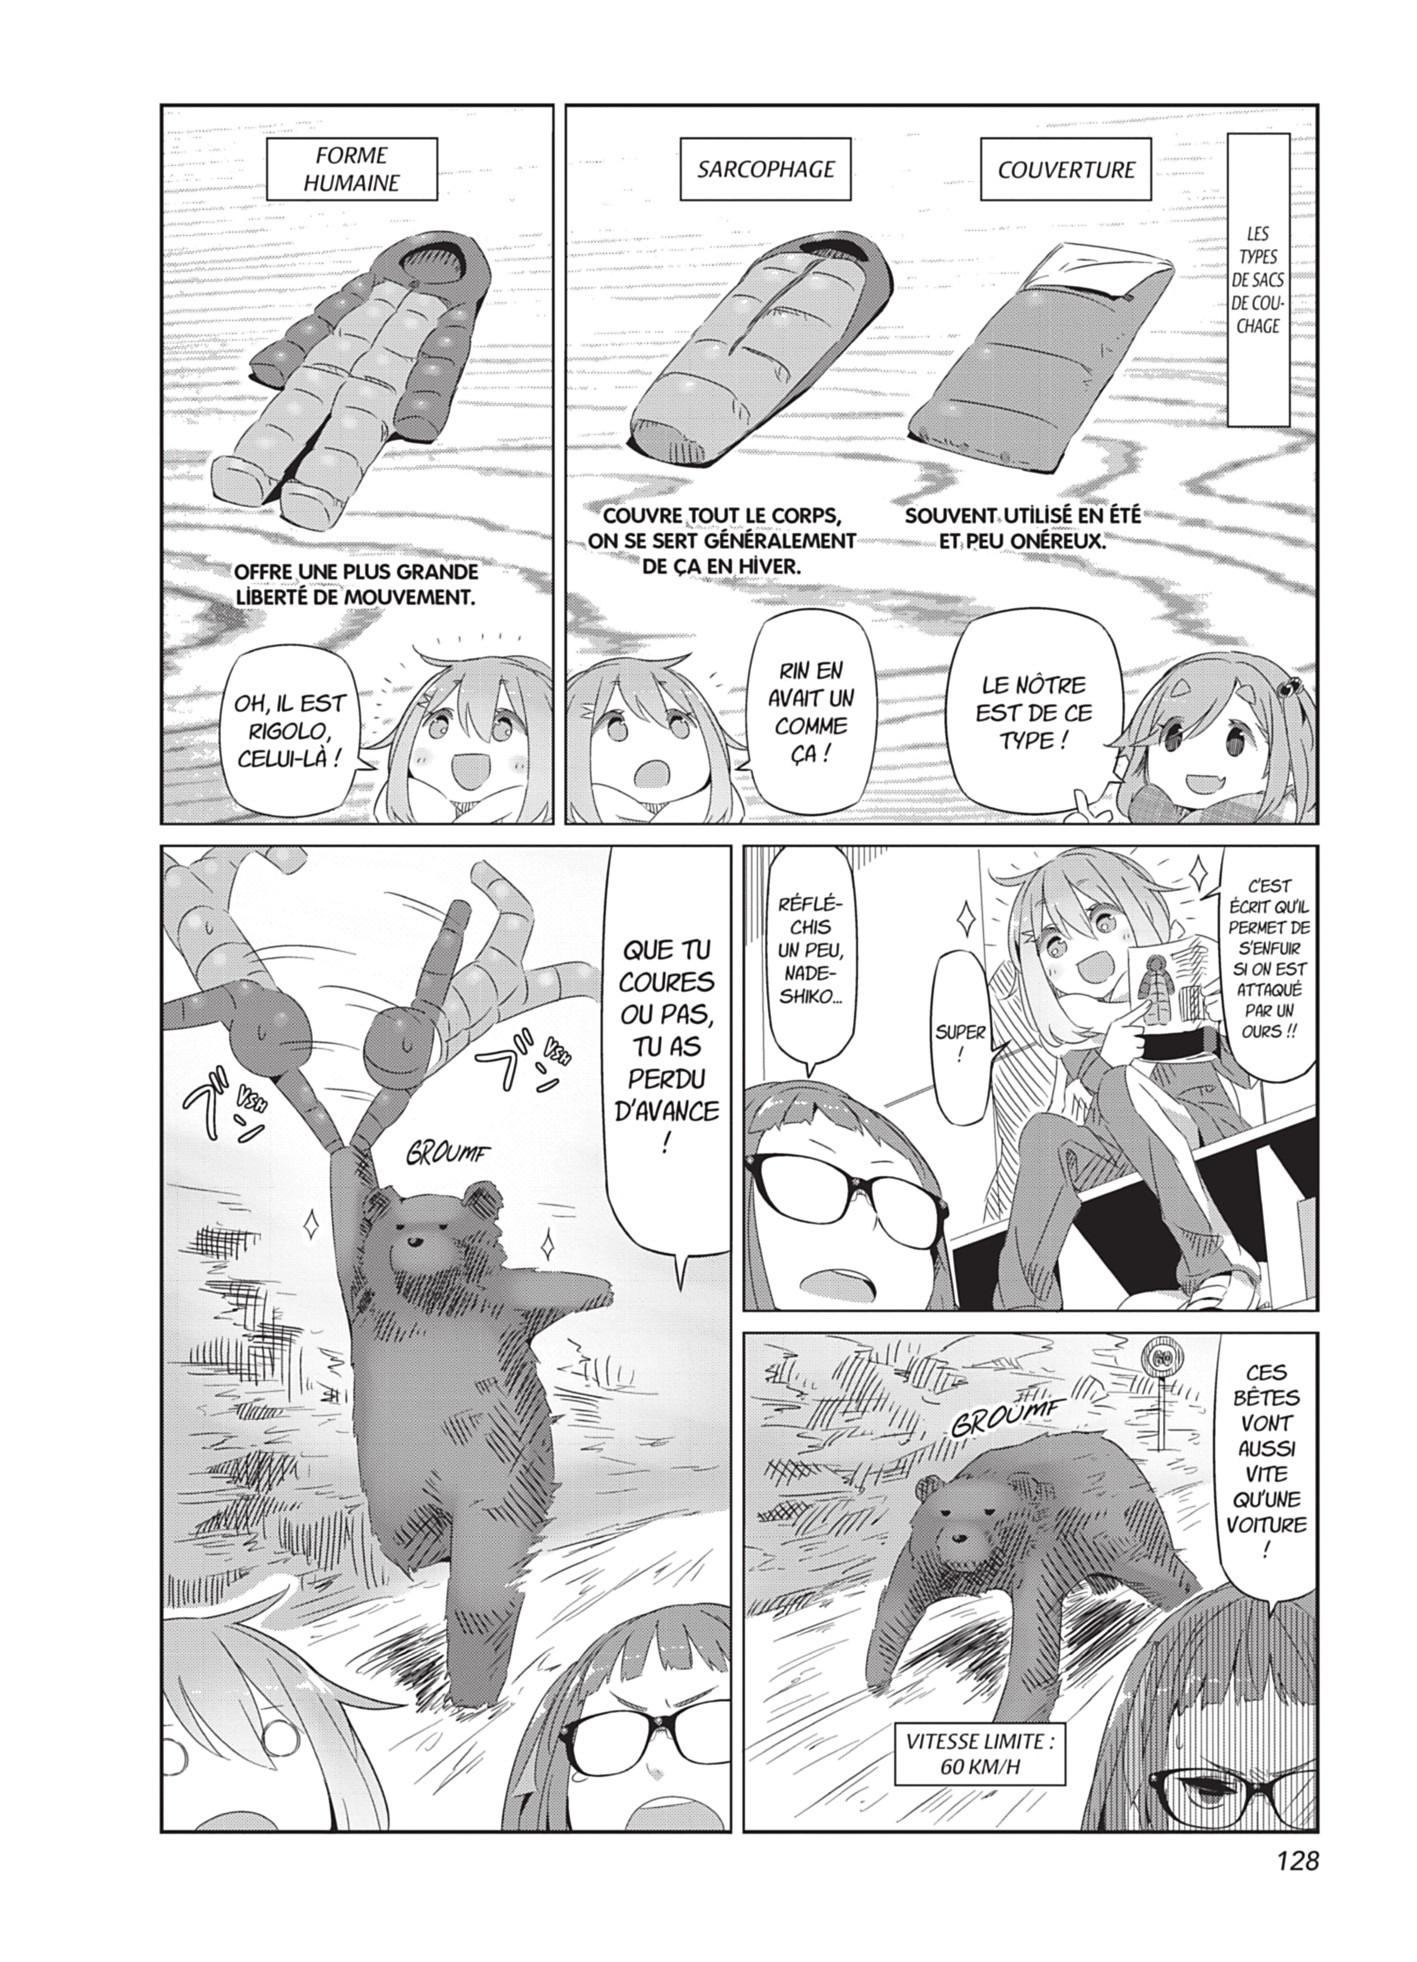 LES
TYPES
DE SACS
DE COU-
CHAGE
COUVERTURE
SOUVENT UTILISÉ EN ÉTÉ
ET PEU ONÉREUX.
LE NÔTRE
EST DE CE
TYPE !
SARCOPHAGE
COUVRE TOUT LE CORPS,
ON SE SERT GÉNÉRALEMENT
DE ÇA EN HIVER.
RIN EN
AVAIT UN
COMME
ÇA !
FORME
HUMAINE
OFFRE UNE PLUS GRANDE
LIBERTÉ DE MOUVEMENT.
OH, IL EST
RIGOLO,
CELUI-LÀ !
C'EST
ÉCRIT QU'IL
PERMET DE
S'ENFUIR
SI ON EST
ATTAQUÉ
PAR UN
OURS !!
SUPER
!
RÉFLÉ-
CHIS
UN PEU,
NADE-
SHIKO...
CES
BÊTES
VONT
AUSSI
VITE
QU'UNE
VOITURE
!
60
GROUMF
VITESSE LIMITE :
60 KM/H
QUE TU
COURES
OU PAS,
TU AS
PERDU
D'AVANCE
!
ブン
VSH
ブン
VSH
GROUMF
128